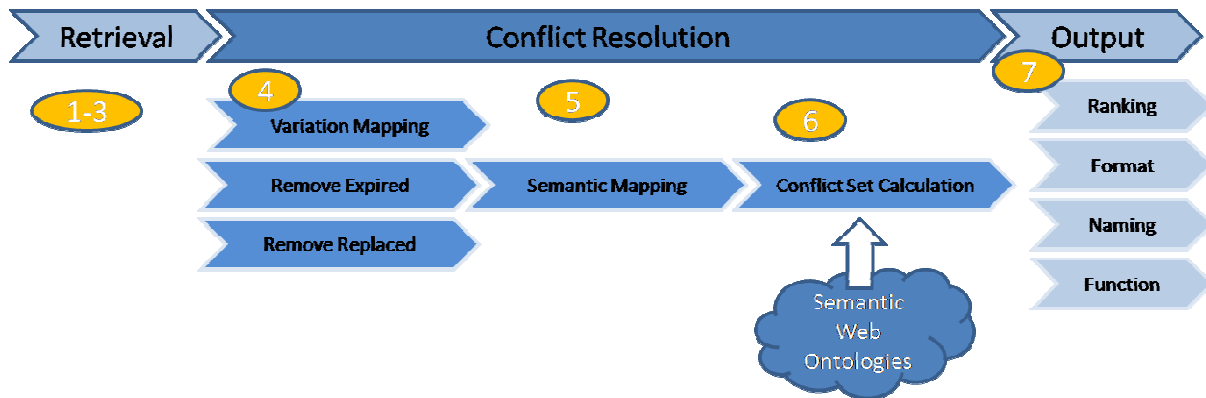 Retrieval
Conflict Resolution
Output
1-3
4
5
6
7
Variation Mapping
Remove Expired
Remove Replaced
Semantic Mapping
Conflict Set Calculation
Semantic
Web
Ontologies
Ranking
Format
Naming
Function